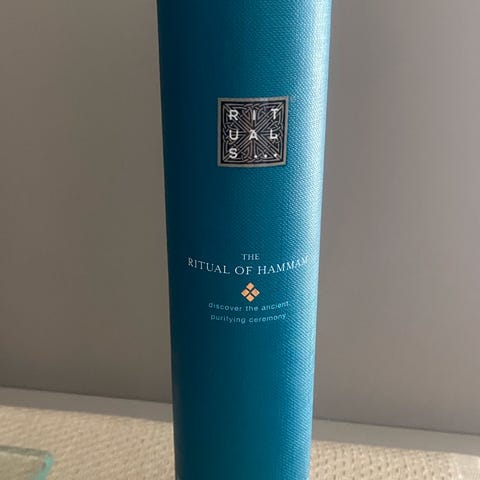 RIT
UAL
S...
THE
RITUAL OF HAMMAM
discover the ancient
purifying ceremony